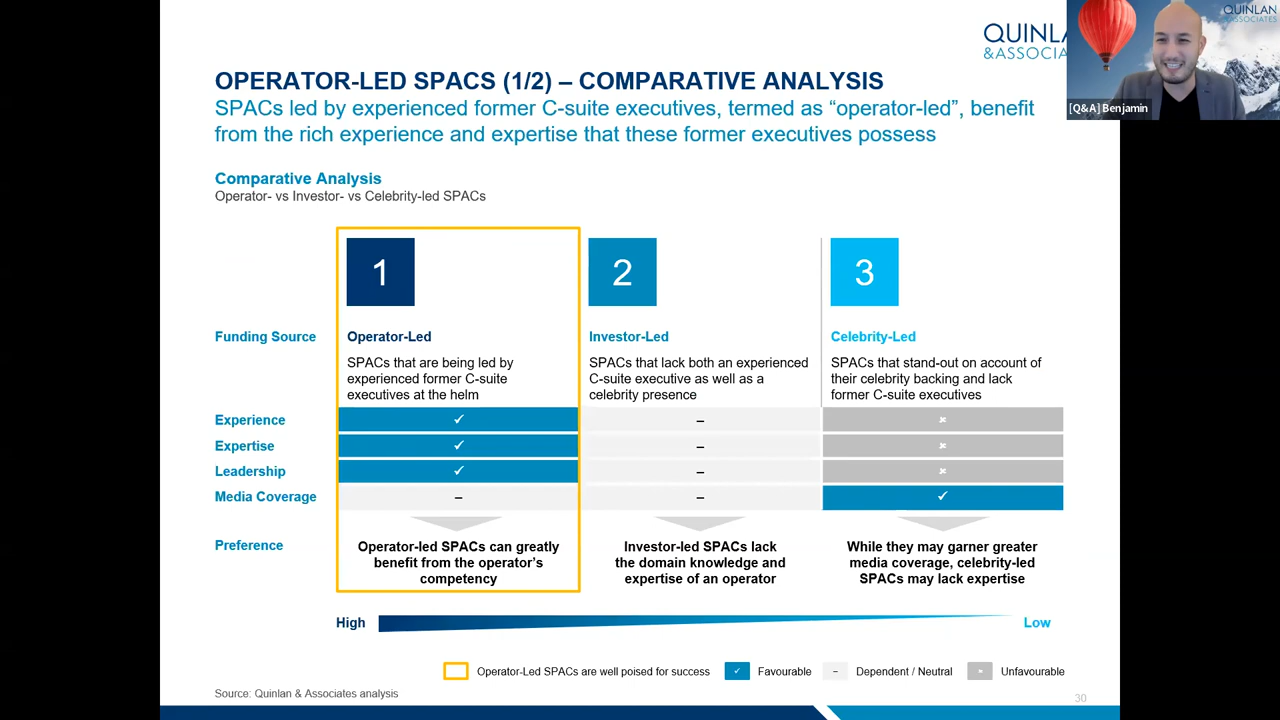 QUINLAN
& ASSOCIATES
QUINLA
&ASSOCIA
[Q&A] Benjamin
OPERATOR-LED SPACS (1/2) – COMPARATIVE ANALYSIS
SPACs led by experienced former C-suite executives, termed as “operator-led”, benefit
from the rich experience and expertise that these former executives possess
Comparative Analysis
Operator- vs Investor- vs Celebrity-led SPACs
1
2
3
Funding Source
Operator-Led
Investor-Led
Celebrity-Led
SPACs that are being led by
experienced former C-suite
executives at the helm
SPACs that lack both an experienced
C-suite executive as well as a
celebrity presence
SPACs that stand-out on account of
their celebrity backing and lack
former C-suite executives
Experience ✓ – ×
Expertise ✓ – ×
Leadership ✓ – ×
Media Coverage – – ✓
Preference
Operator-led SPACs can greatly
benefit from the operator’s
competency
Investor-led SPACs lack
the domain knowledge and
expertise of an operator
While they may garner greater
media coverage, celebrity-led
SPACs may lack expertise
High
Low
Operator-Led SPACs are well poised for success
✓ Favourable
– Dependent / Neutral
× Unfavourable
Source: Quinlan & Associates analysis
30